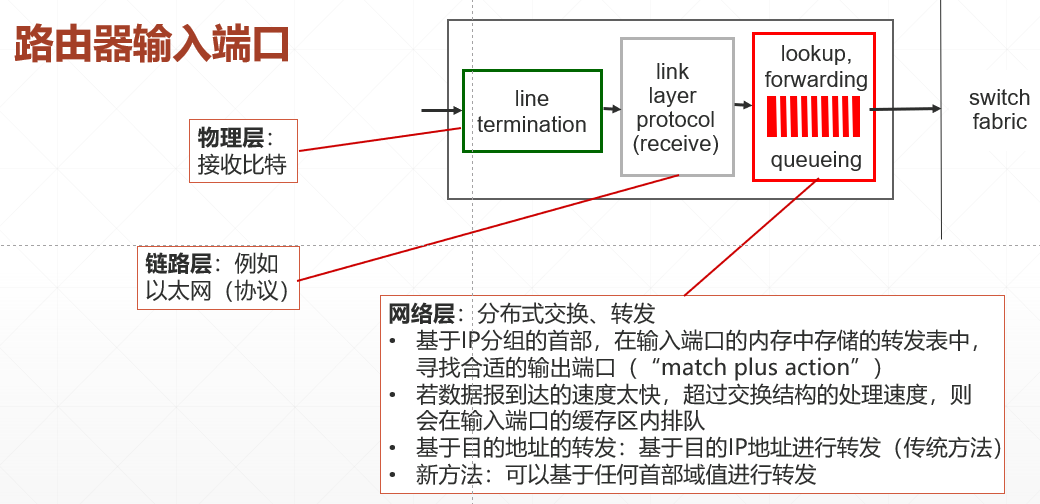 路由器输入端口
line
termination
link
layer
protocol
(receive)
lookup,
forwarding
queueing
switch
fabric
物理层：
接收比特
链路层：例如
以太网（协议）
网络层：分布式交换、转发
• 基于IP分组的首部，在输入端口的内存中存储的转发表中，
寻找合适的输出端口（“match plus action”）
• 若数据报到达的速度太快，超过交换结构的处理速度，则
会在输入端口的缓存区内排队
• 基于目的地址的转发：基于目的IP地址进行转发（传统方法）
• 新方法：可以基于任何首部域值进行转发